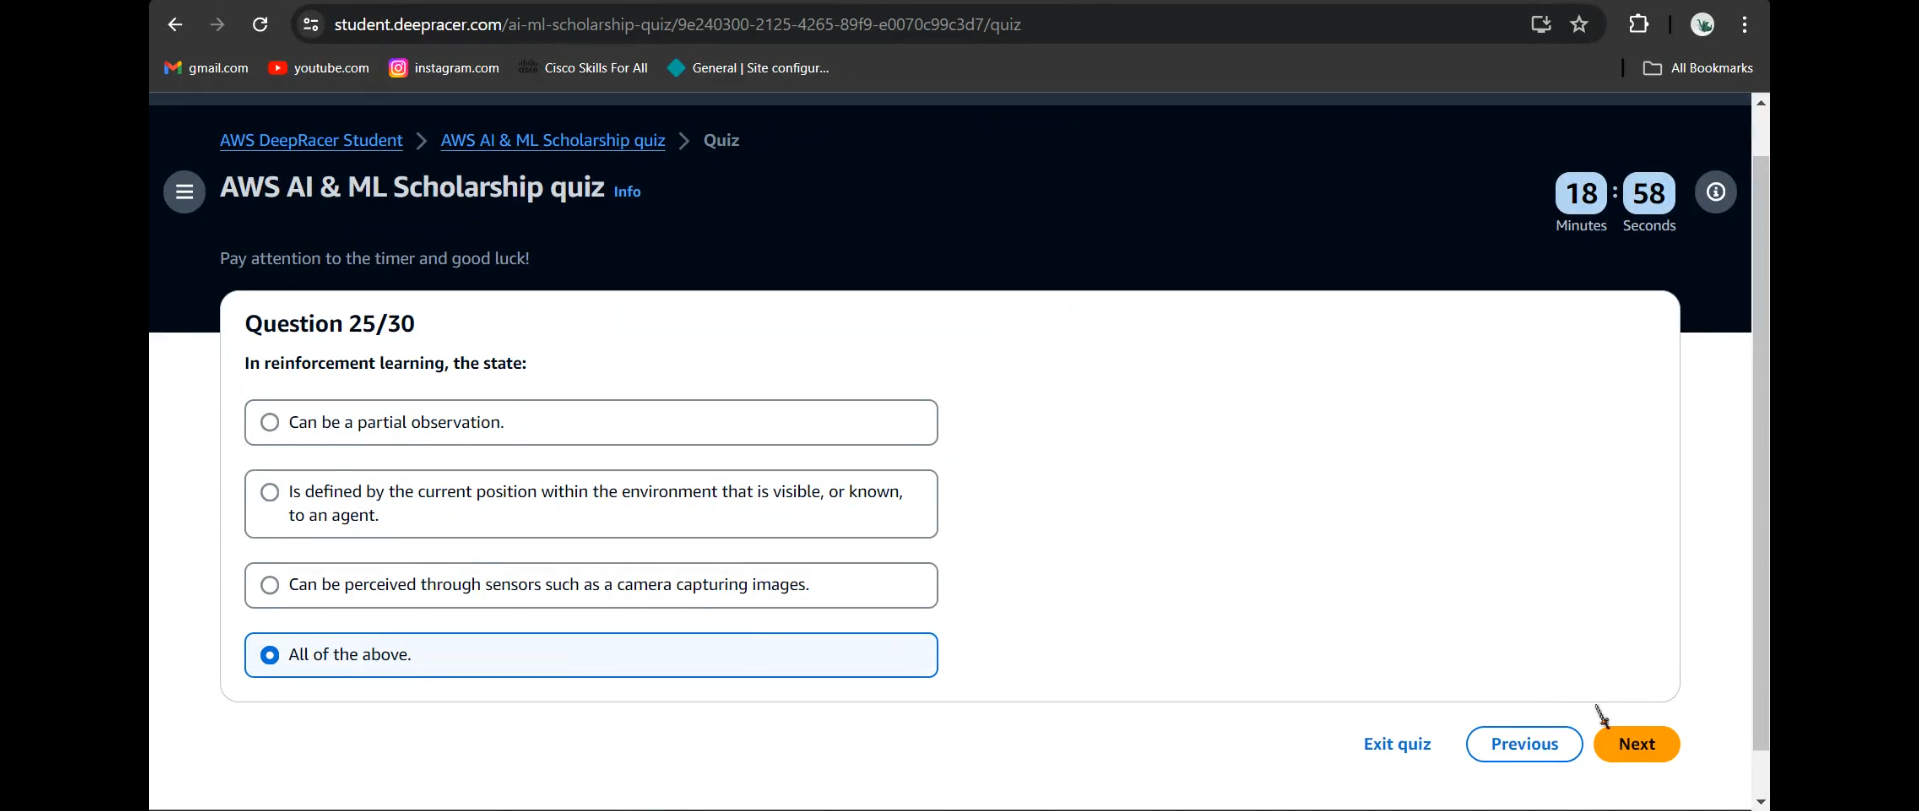 student.deepracer.com/ai-ml-scholarship-quiz/9e240300-2125-4265-89f9-e0070c99c3d7/quiz
gmail.com youtube.com instagram.com Cisco Skills For All General | Site configur... All Bookmarks
AWS DeepRacer Student AWS AI & ML Scholarship quiz Quiz
AWS AI & ML Scholarship quiz Info
18 : 58
Minutes Seconds
Pay attention to the timer and good luck!
Question 25/30
In reinforcement learning, the state:
Can be a partial observation.
Is defined by the current position within the environment that is visible, or known,
to an agent.
Can be perceived through sensors such as a camera capturing images.
All of the above.
Exit quiz Previous Next